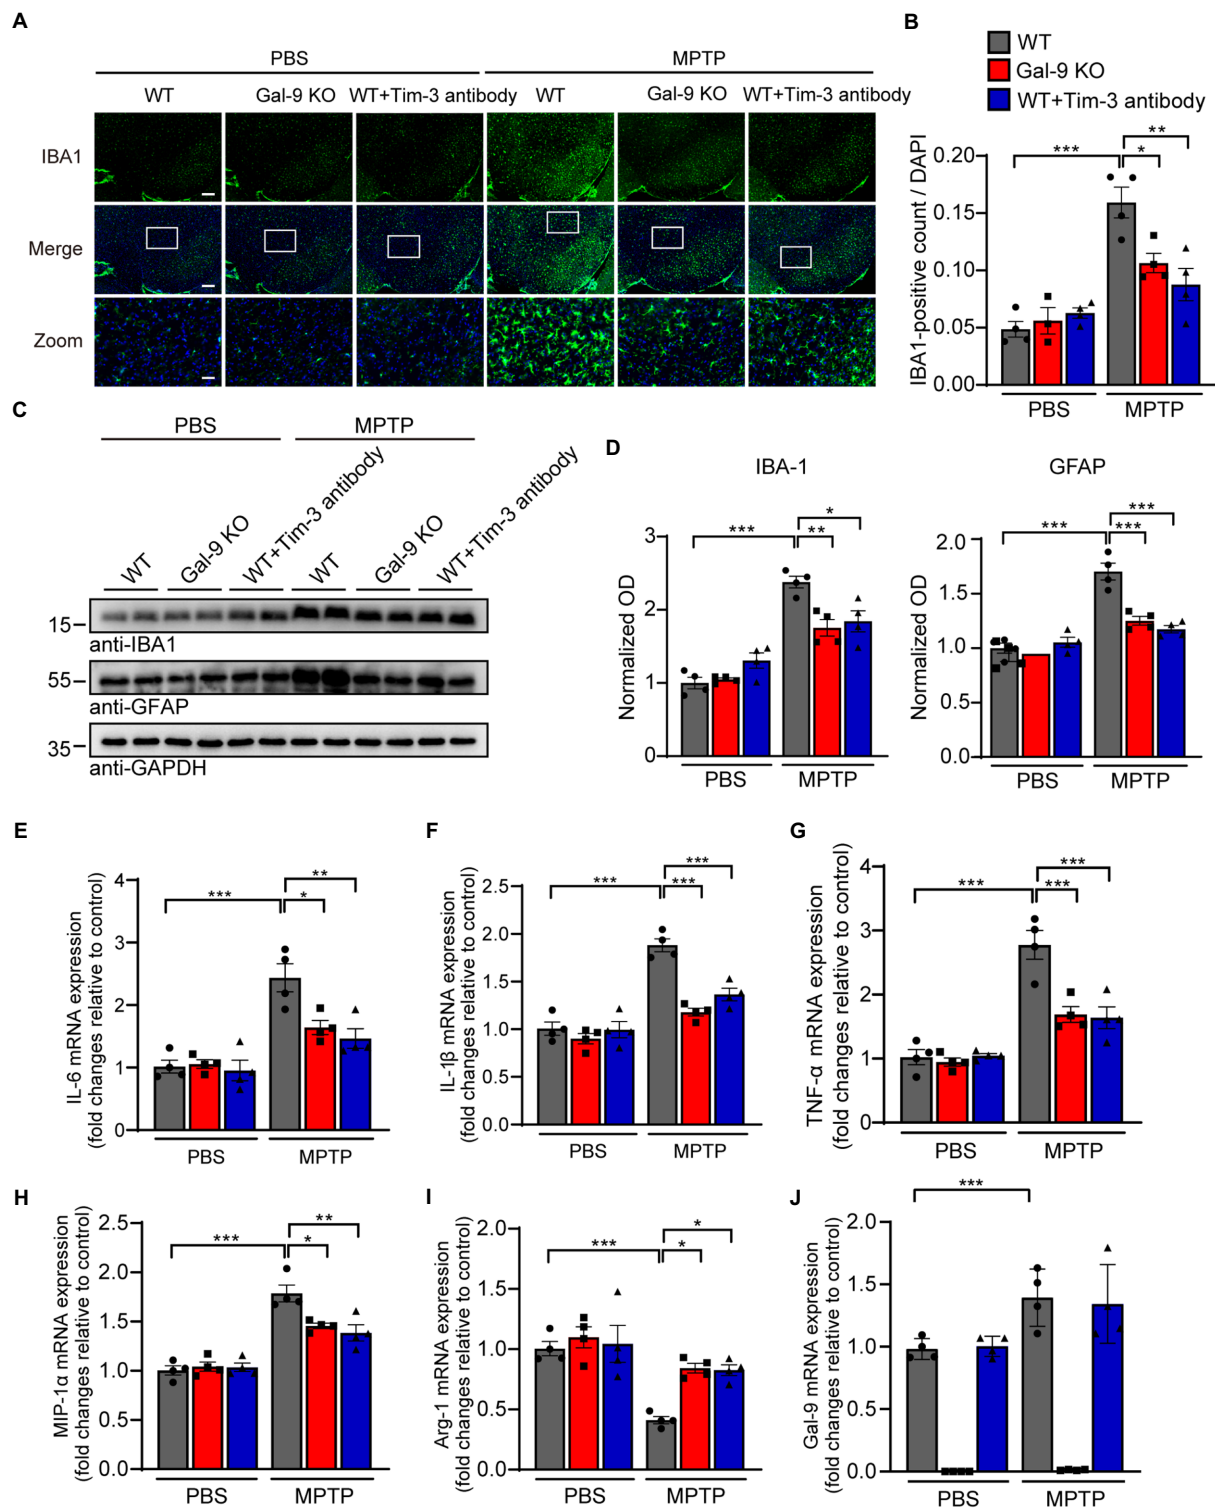 A
PBS
MPTP
WT
Gal-9 KO
WT+Tim-3 antibody
WT
Gal-9 KO
WT+Tim-3 antibody
IBA1
Merge
Zoom
B
WT
Gal-9 KO
WT+Tim-3 antibody
IBA1-positive count / DAPI
0.20
0.15
0.10
0.05
0.00
***
**
*
PBS
MPTP
C
PBS
MPTP
WT
Gal-9 KO
WT+Tim-3 antibody
WT
Gal-9 KO
WT+Tim-3 antibody
15
anti-IBA1
55
anti-GFAP
35
anti-GAPDH
D
IBA-1
Normalized OD
3
2
1
0
***
*
**
PBS
MPTP
GFAP
Normalized OD
2.0
1.5
1.0
0.5
0.0
***
***
***
PBS
MPTP
E
IL-6 mRNA expression
(fold changes relative to control)
4
3
2
1
0
***
**
*
PBS
MPTP
F
IL-1β mRNA expression
(fold changes relative to control)
2.5
2.0
1.5
1.0
0.5
0.0
***
***
***
PBS
MPTP
G
TNF-α mRNA expression
(fold changes relative to control)
4
3
2
1
0
***
***
***
PBS
MPTP
H
MIP-1α mRNA expression
(fold changes relative to control)
2.5
2.0
1.5
1.0
0.5
0.0
***
**
*
PBS
MPTP
I
Arg-1 mRNA expression
(fold changes relative to control)
2.0
1.5
1.0
0.5
0.0
***
*
*
PBS
MPTP
J
Gal-9 mRNA expression
(fold changes relative to control)
2.0
1.5
1.0
0.5
0.0
***
PBS
MPTP